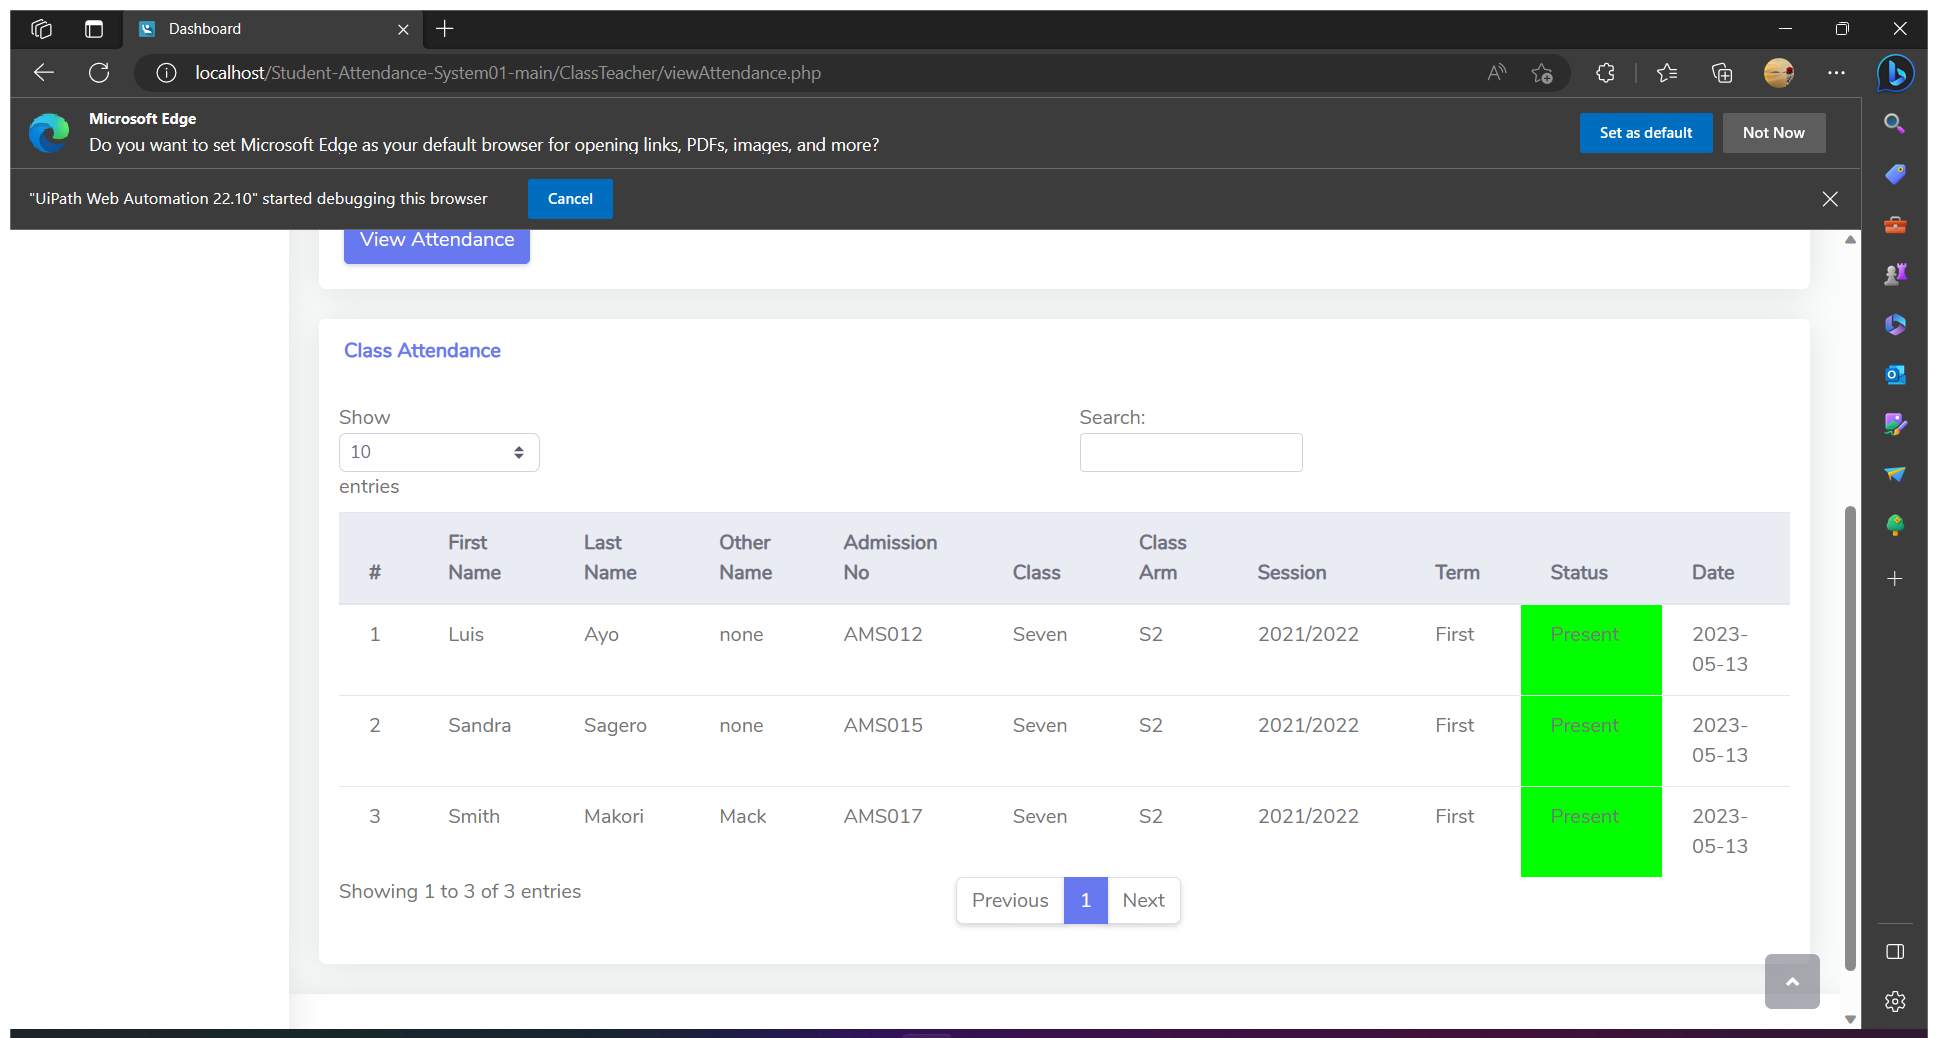 Dashboard
localhost/Student-Attendance-System01-main/ClassTeacher/viewAttendance.php
Microsoft Edge
Do you want to set Microsoft Edge as your default browser for opening links, PDFs, images, and more?
Set as default
Not Now
"UiPath Web Automation 22.10" started debugging this browser
Cancel
View Attendance
Class Attendance
Show
10
entries
Search:
# First Name Last Name Other Name Admission No Class Class Arm Session Term Status Date
1 Luis Ayo none AMS012 Seven S2 2021/2022 First Present 2023-05-13
2 Sandra Sagero none AMS015 Seven S2 2021/2022 First Present 2023-05-13
3 Smith Makori Mack AMS017 Seven S2 2021/2022 First Present 2023-05-13
Showing 1 to 3 of 3 entries
Previous 1 Next